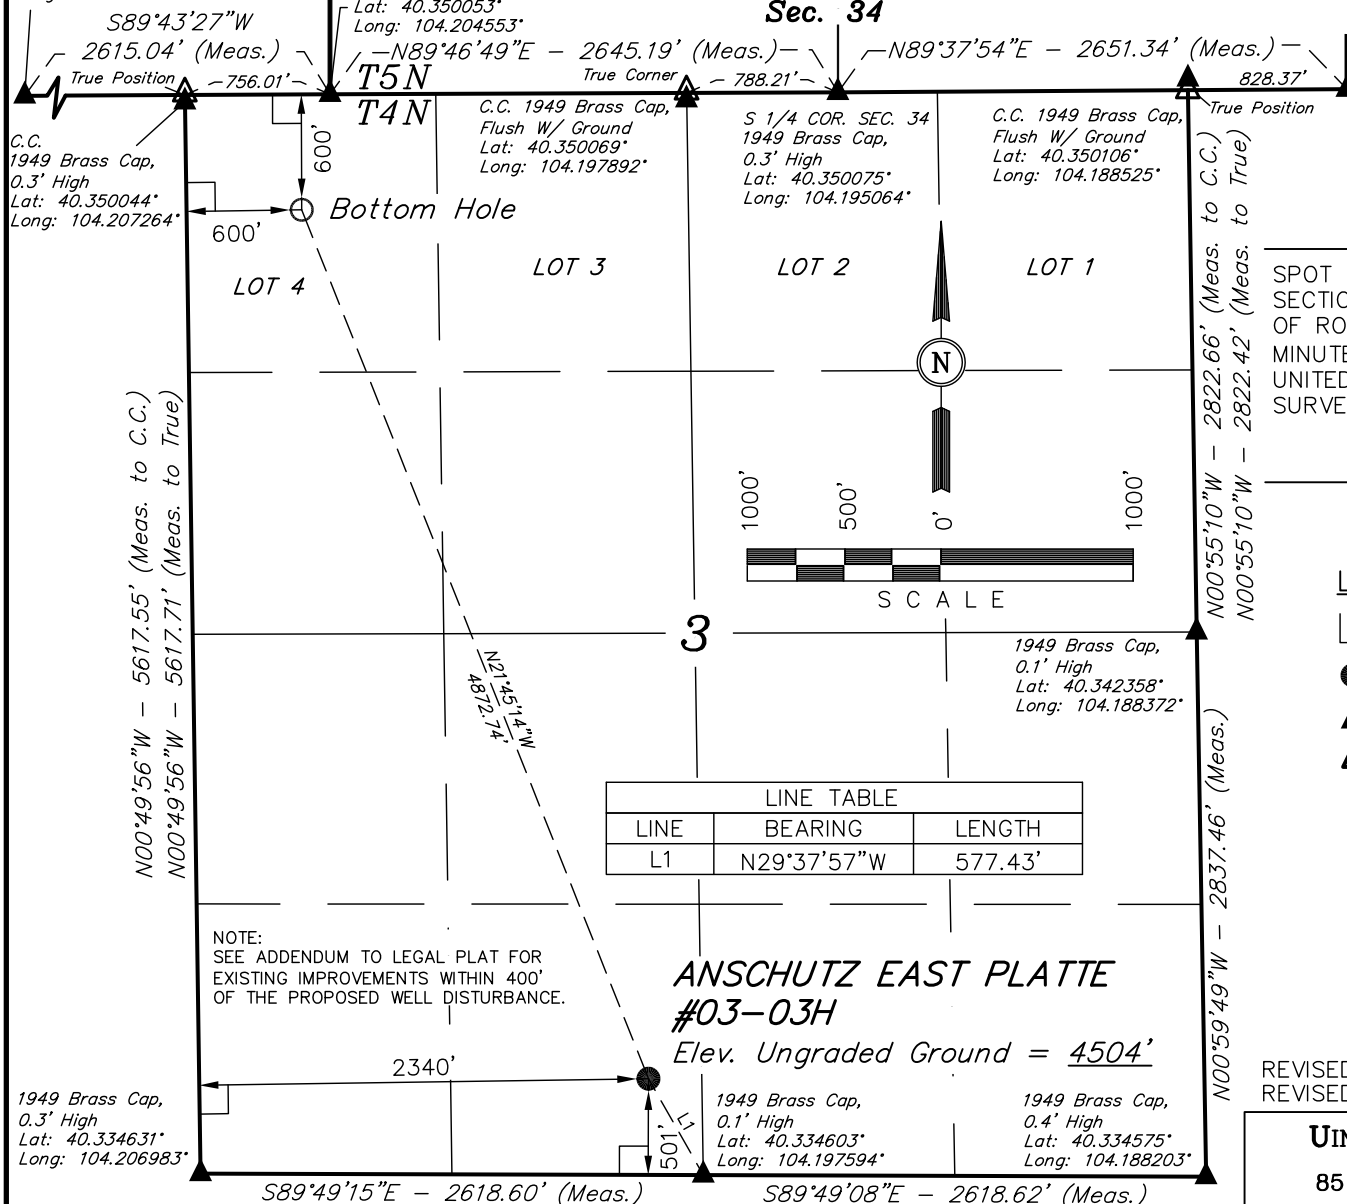 S89°43'27"W
2615.04' (Meas.)
Lat: 40.350053°
Long: 104.204553°
Sec. 34
N89°46'49"E - 2645.19' (Meas.)
N89°37'54"E - 2651.34' (Meas.)
True Position
756.01'
T5N
T4N
True Corner
788.21'
828.37'
True Position
C.C.
1949 Brass Cap,
0.3' High
Lat: 40.350044°
Long: 104.207264°
600'
600'
Bottom Hole
C.C. 1949 Brass Cap,
Flush W/ Ground
Lat: 40.350069°
Long: 104.197892°
S 1/4 COR. SEC. 34
1949 Brass Cap,
0.3' High
Lat: 40.350075°
Long: 104.195064°
C.C. 1949 Brass Cap,
Flush W/ Ground
Lat: 40.350106°
Long: 104.188525°
LOT 4
LOT 3
LOT 2
LOT 1
N
N00°55'10"W - 2822.66' (Meas. to C.C.)
N00°55'10"W - 2822.42' (Meas. to True)
SPOT
OF
MINUTE
UNITED
1000'
500'
0'
1000'
SCALE
N00°49'56"W - 5617.55' (Meas. to C.C.)
N00°49'56"W - 5617.71' (Meas. to True)
3
1949 Brass Cap,
0.1' High
Lat: 40.342358°
Long: 104.188372°
N21°45'14"W
4872.74'
LINE TABLE
LINE BEARING LENGTH
L1 N29°37'57"W 577.43'
N00°59'49"W - 2837.46' (Meas.)
NOTE:
SEE ADDENDUM TO LEGAL PLAT FOR
EXISTING IMPROVEMENTS WITHIN 400'
OF THE PROPOSED WELL DISTURBANCE.
ANSCHUTZ EAST PLATTE
#03-03H
Elev. Ungraded Ground = 4504'
2340'
501'
L1
1949 Brass Cap,
0.3' High
Lat: 40.334631°
Long: 104.206983°
1949 Brass Cap,
0.1' High
Lat: 40.334603°
Long: 104.197594°
1949 Brass Cap,
0.4' High
Lat: 40.334575°
Long: 104.188203°
S89°49'15"E - 2618.60' (Meas.)
S89°49'08"E - 2618.62' (Meas.)
REVISED
REVISED
85